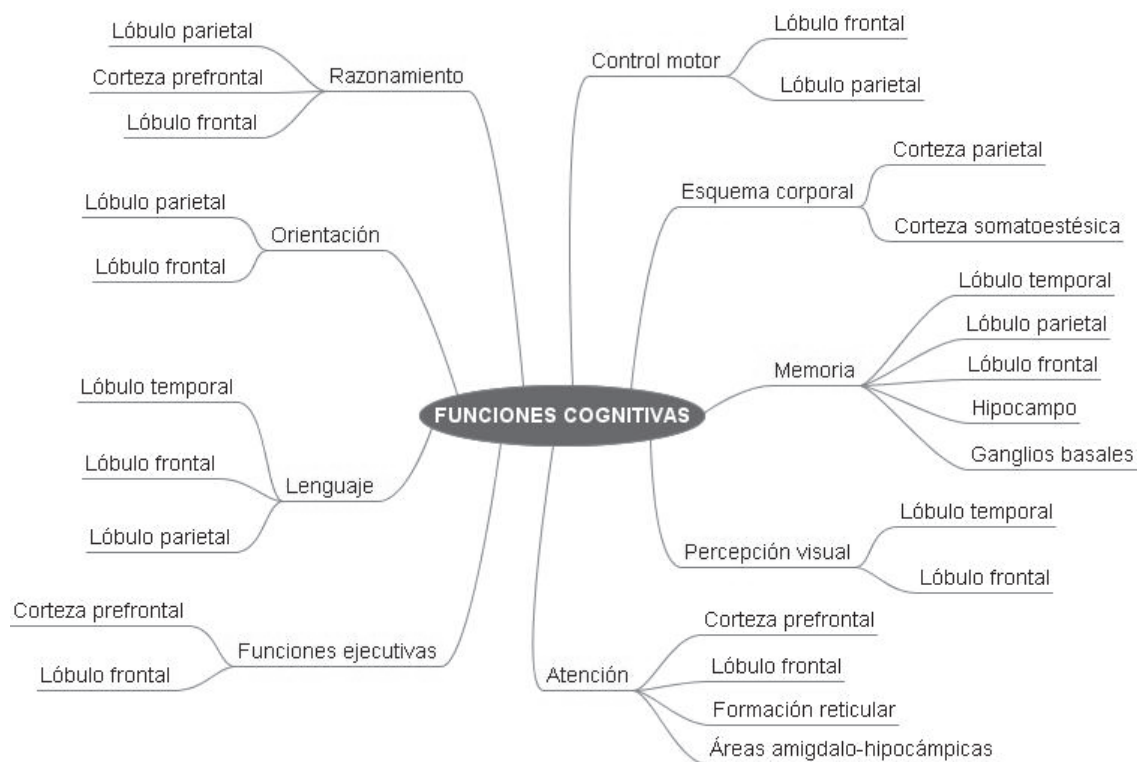 Lóbulo parietal
Corteza prefrontal
Lóbulo frontal
Razonamiento
Lóbulo parietal
Lóbulo frontal
Orientación
Lóbulo temporal
Lóbulo frontal
Lóbulo parietal
Lenguaje
Corteza prefrontal
Lóbulo frontal
Funciones ejecutivas
FUNCIONES COGNITIVAS
Control motor
Lóbulo frontal
Lóbulo parietal
Esquema corporal
Corteza parietal
Corteza somatoestésica
Memoria
Lóbulo temporal
Lóbulo parietal
Lóbulo frontal
Hipocampo
Ganglios basales
Percepción visual
Lóbulo temporal
Lóbulo frontal
Atención
Corteza prefrontal
Lóbulo frontal
Formación reticular
Áreas amigdalo-hipocámpicas